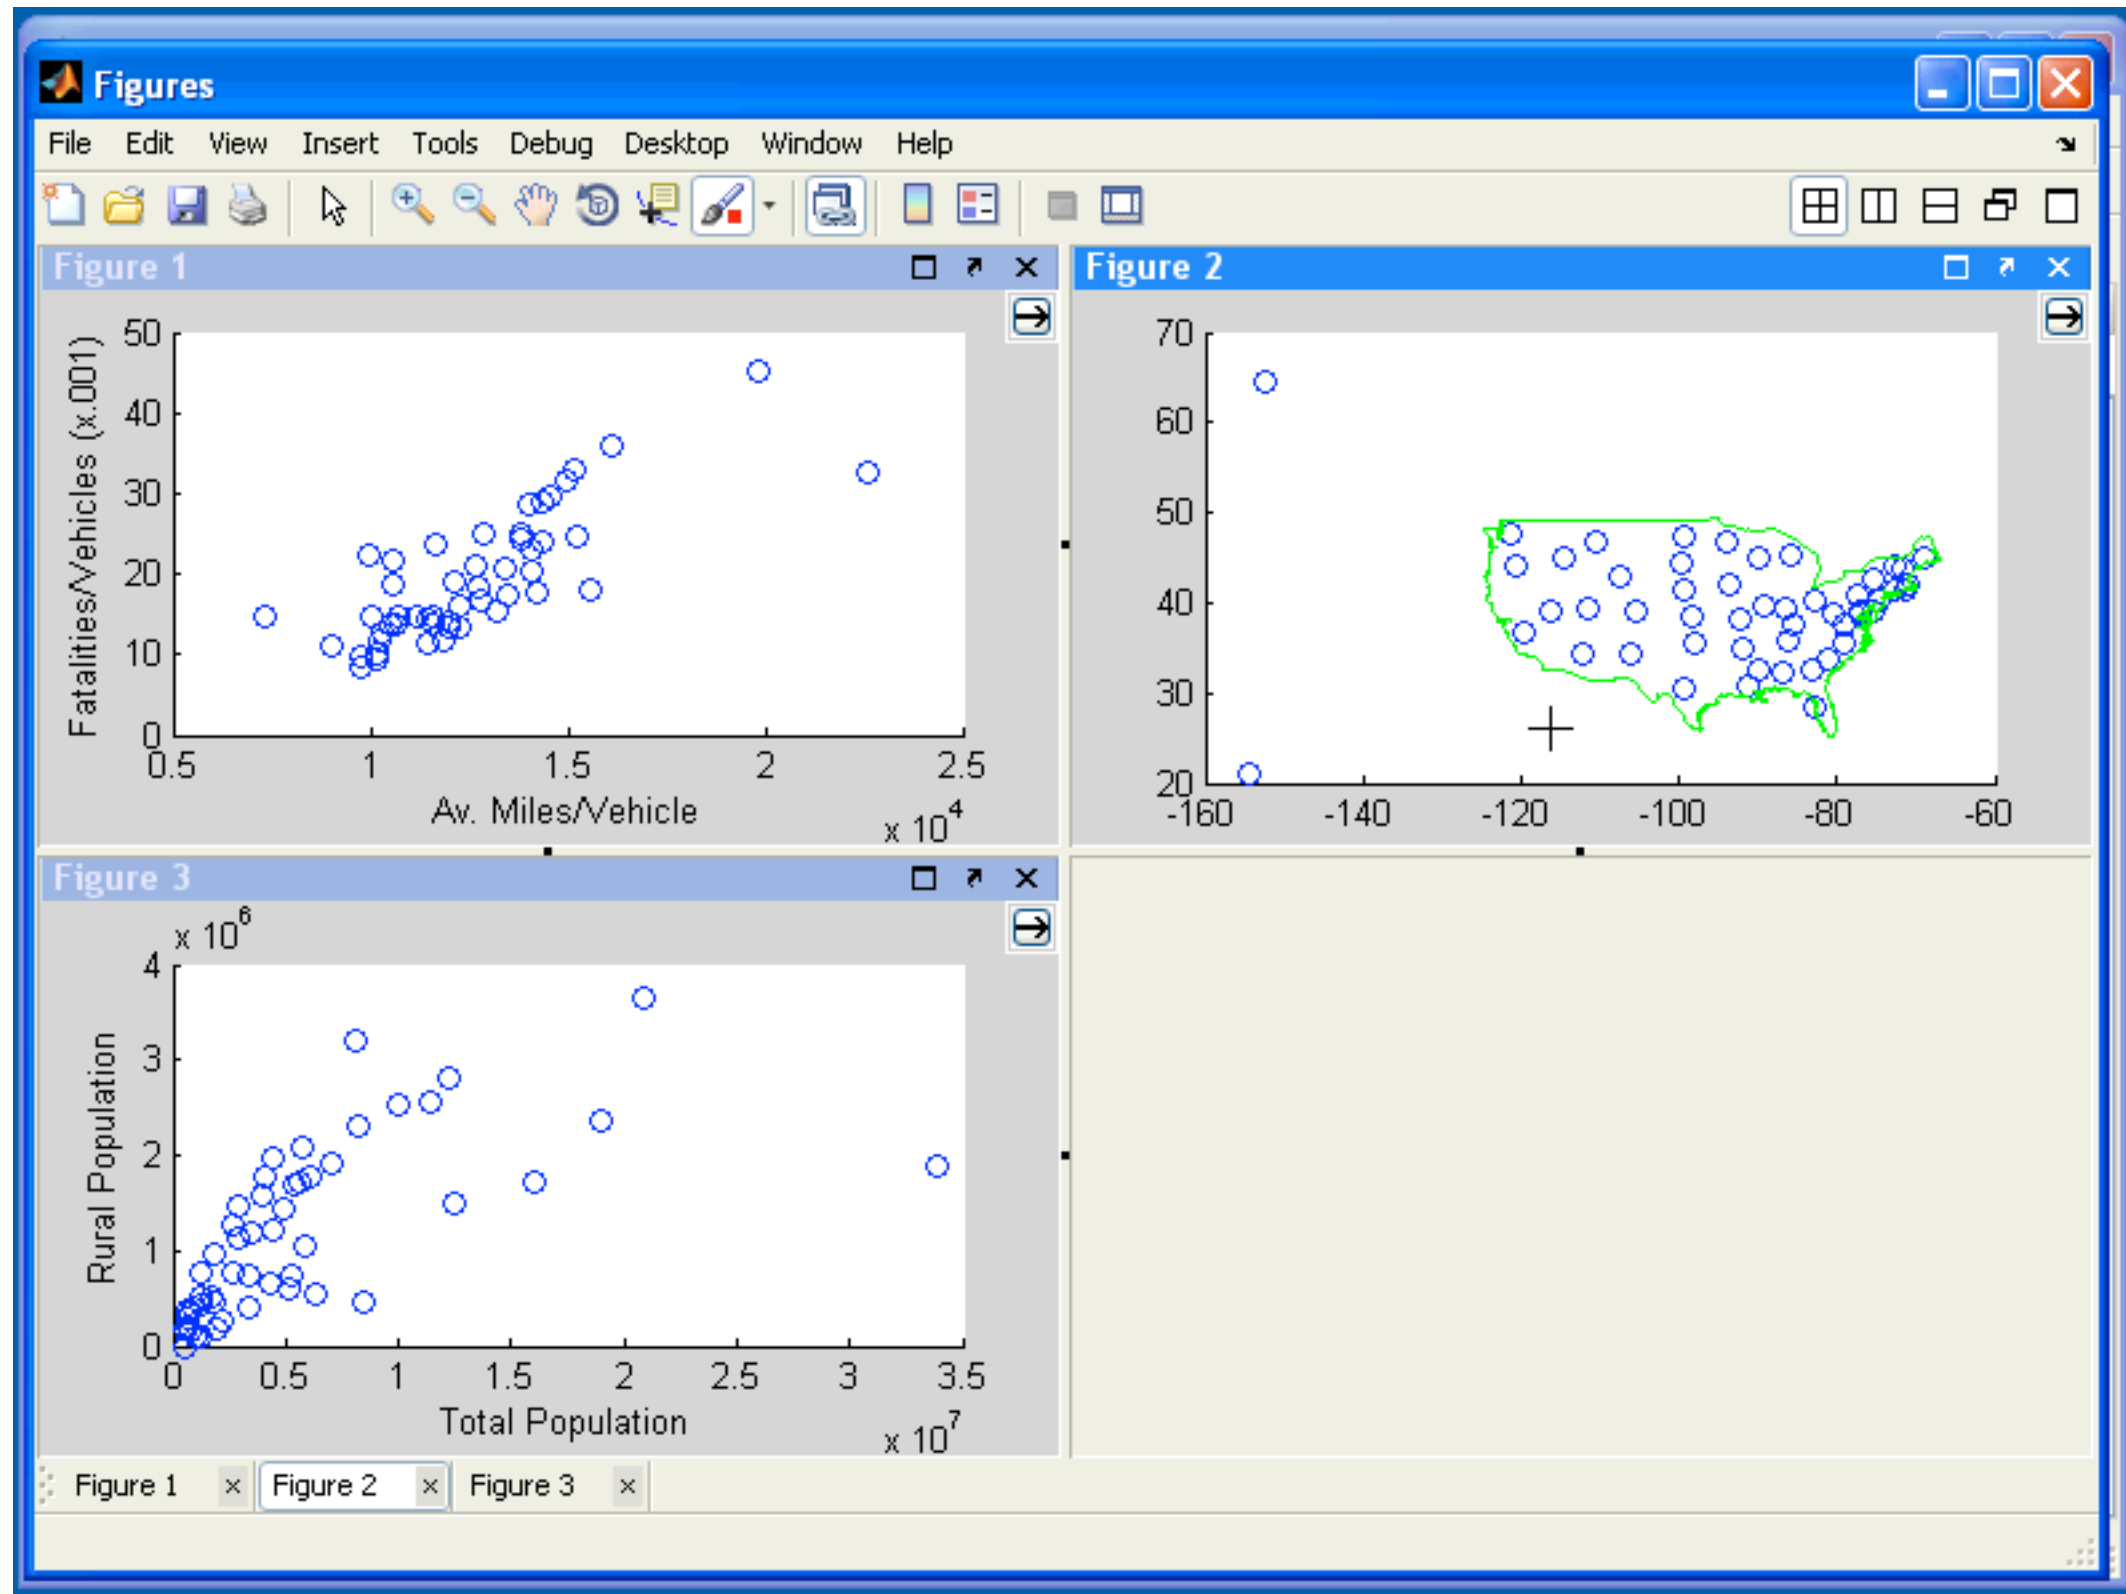 Figures
File Edit View Insert Tools Debug Desktop Window Help
Figure 1
50
40
30
20
10
0
Fatalities/Vehicles (x.001)
0.5 1 1.5 2 2.5
Av. Miles/Vehicle
x 10^4
Figure 2
70
60
50
40
30
20
-160 -140 -120 -100 -80 -60
Figure 3
x 10^6
4
3
2
1
0
Rural Population
0 0.5 1 1.5 2 2.5 3 3.5
Total Population
x 10^7
Figure 1 Figure 2 Figure 3